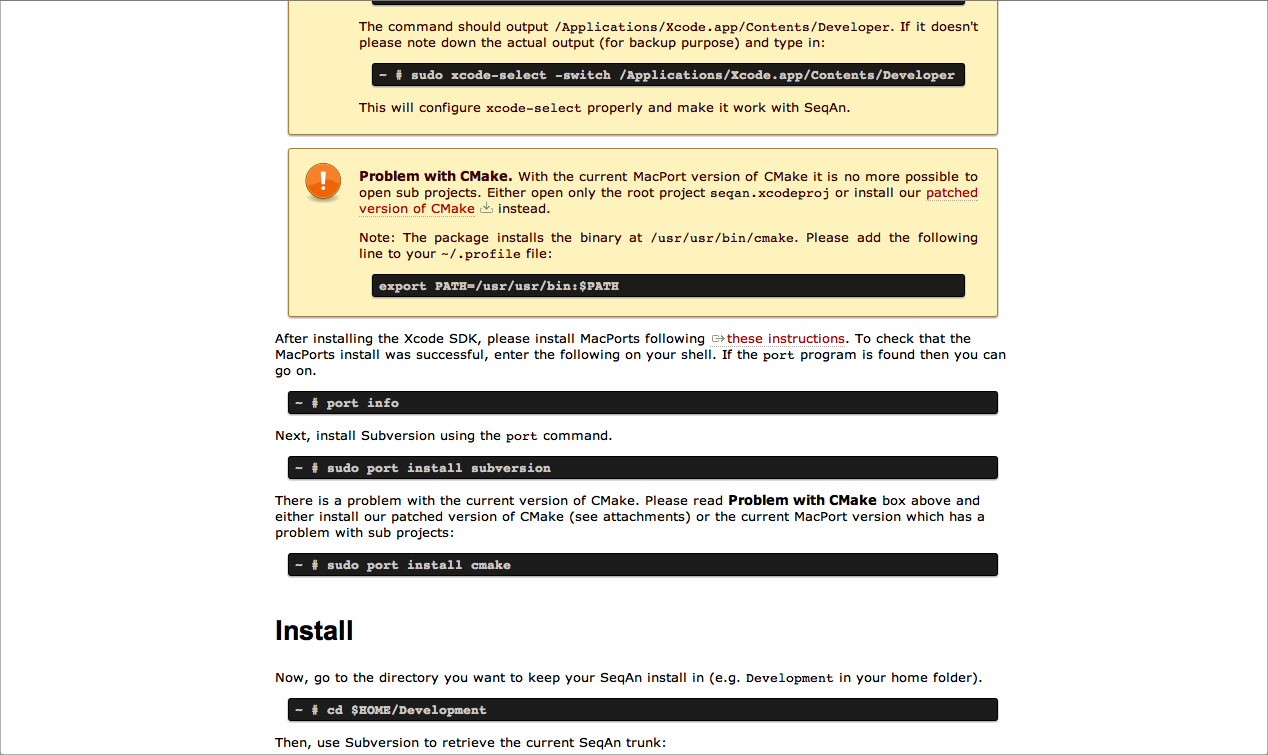 The command should output /Applications/Xcode.app/Contents/Developer. If it doesn't
please note down the actual output (for backup purpose) and type in:
~ # sudo xcode-select -switch /Applications/Xcode.app/Contents/Developer
This will configure xcode-select properly and make it work with SeqAn.
Problem with CMake. With the current MacPort version of CMake it is no more possible to
open sub projects. Either open only the root project seqan.xcodeproj or install our patched
version of CMake instead.
Note: The package installs the binary at /usr/usr/bin/cmake. Please add the following
line to your ~/.profile file:
export PATH=/usr/usr/bin:$PATH
After installing the Xcode SDK, please install MacPorts following these instructions. To check that the
MacPorts install was successful, enter the following on your shell. If the port program is found then you can
go on.
~ # port info
Next, install Subversion using the port command.
~ # sudo port install subversion
There is a problem with the current version of CMake. Please read Problem with CMake box above and
either install our patched version of CMake (see attachments) or the current MacPort version which has a
problem with sub projects:
~ # sudo port install cmake
Install
Now, go to the directory you want to keep your SeqAn install in (e.g. Development in your home folder).
~ # cd $HOME/Development
Then, use Subversion to retrieve the current SeqAn trunk: